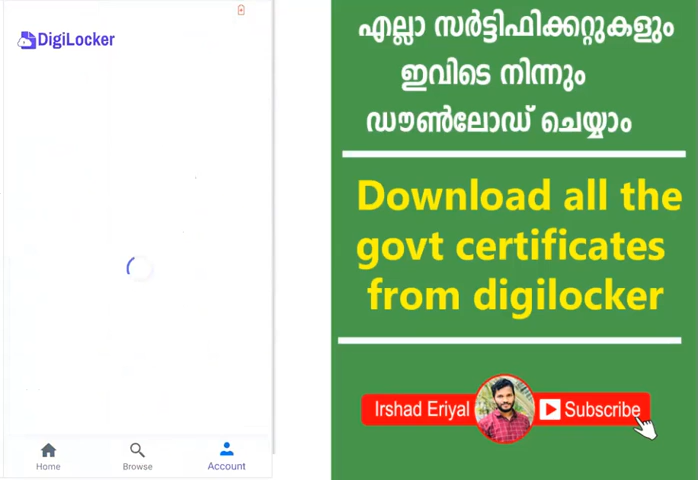 DigiLocker
Home
Browse
Account
എല്ലാ സർട്ടിഫിക്കറ്റുകളും
ഇവിടെ നിന്നും
ഡൗൺലോഡ് ചെയ്യാം
Download all the
govt certificates
from digilocker
Irshad Eriyal
Subscribe